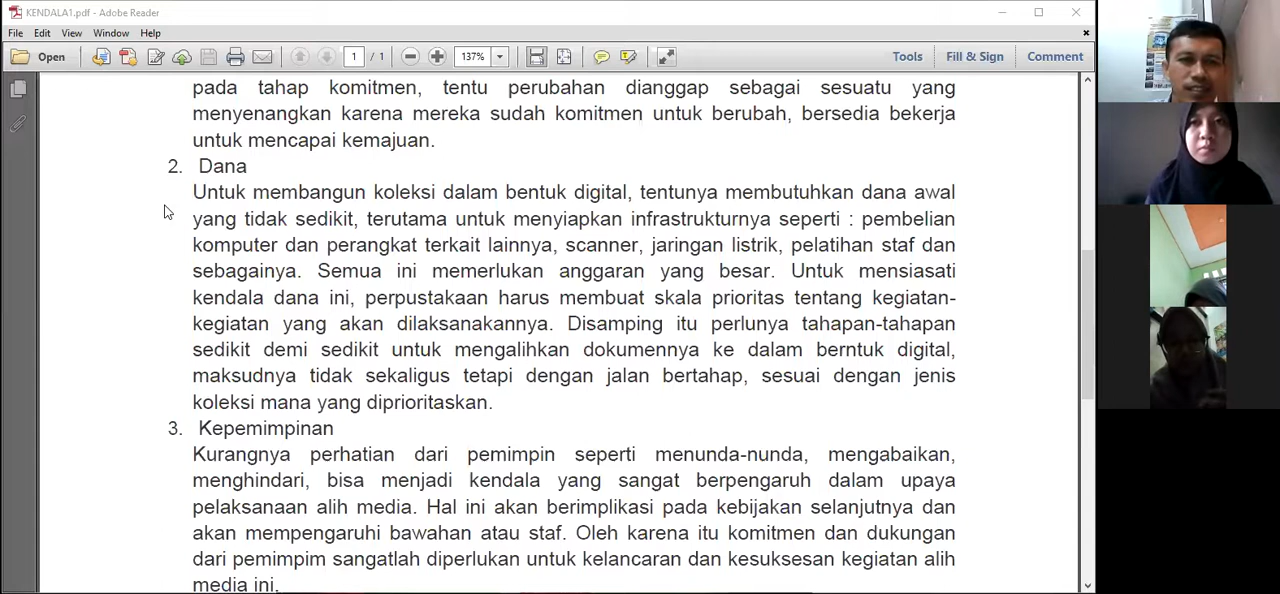 KENDALA1.pdf - Adobe Reader
File Edit View Window Help
Open 1 / 1 137% Tools Fill & Sign Comment
pada tahap komitmen, tentu perubahan dianggap sebagai sesuatu yang
menyenangkan karena mereka sudah komitmen untuk berubah, bersedia bekerja
untuk mencapai kemajuan.
2. Dana
Untuk membangun koleksi dalam bentuk digital, tentunya membutuhkan dana awal
yang tidak sedikit, terutama untuk menyiapkan infrastrukturnya seperti : pembelian
komputer dan perangkat terkait lainnya, scanner, jaringan listrik, pelatihan staf dan
sebagainya. Semua ini memerlukan anggaran yang besar. Untuk mensiasati
kendala dana ini, perpustakaan harus membuat skala prioritas tentang kegiatan-
kegiatan yang akan dilaksanakannya. Disamping itu perlunya tahapan-tahapan
sedikit demi sedikit untuk mengalihkan dokumennya ke dalam berntuk digital,
maksudnya tidak sekaligus tetapi dengan jalan bertahap, sesuai dengan jenis
koleksi mana yang diprioritaskan.
3. Kepemimpinan
Kurangnya perhatian dari pemimpin seperti menunda-nunda, mengabaikan,
menghindari, bisa menjadi kendala yang sangat berpengaruh dalam upaya
pelaksanaan alih media. Hal ini akan berimplikasi pada kebijakan selanjutnya dan
akan mempengaruhi bawahan atau staf. Oleh karena itu komitmen dan dukungan
dari pemimpim sangatlah diperlukan untuk kelancaran dan kesuksesan kegiatan alih
media ini.